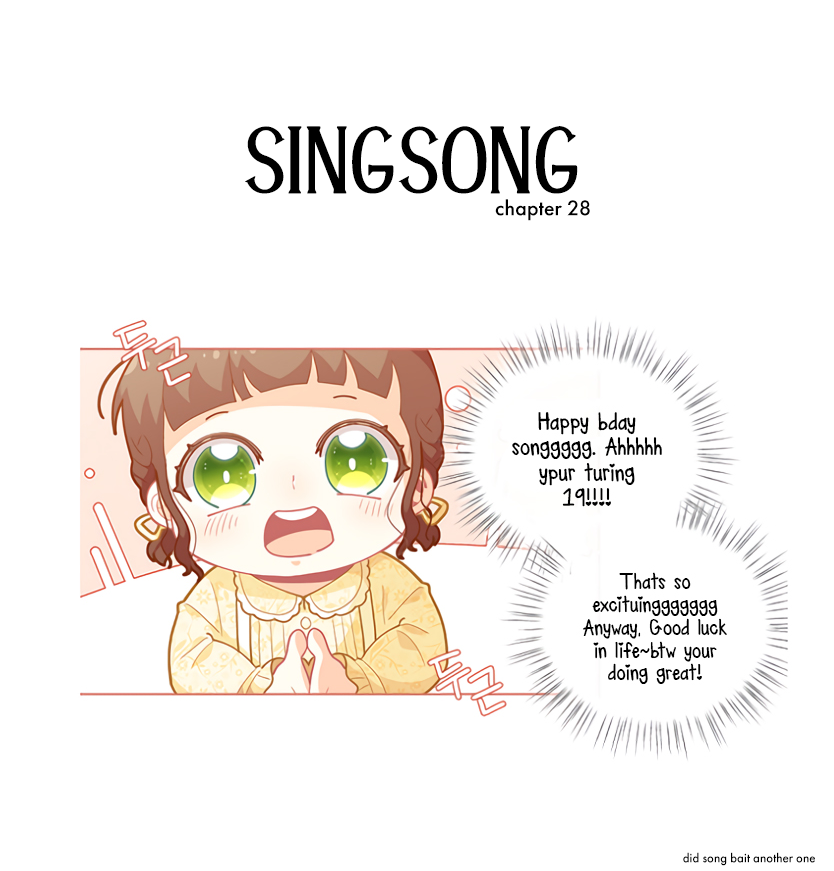 SINGSONG
chapter 28
두근
Happy bday
songgggg. Ahhhhh
ypur turing
19!!!!
Thats so
excituinggggggg
Anyway, Good luck
in life~btw your
doing great!
두근
did song bait another one